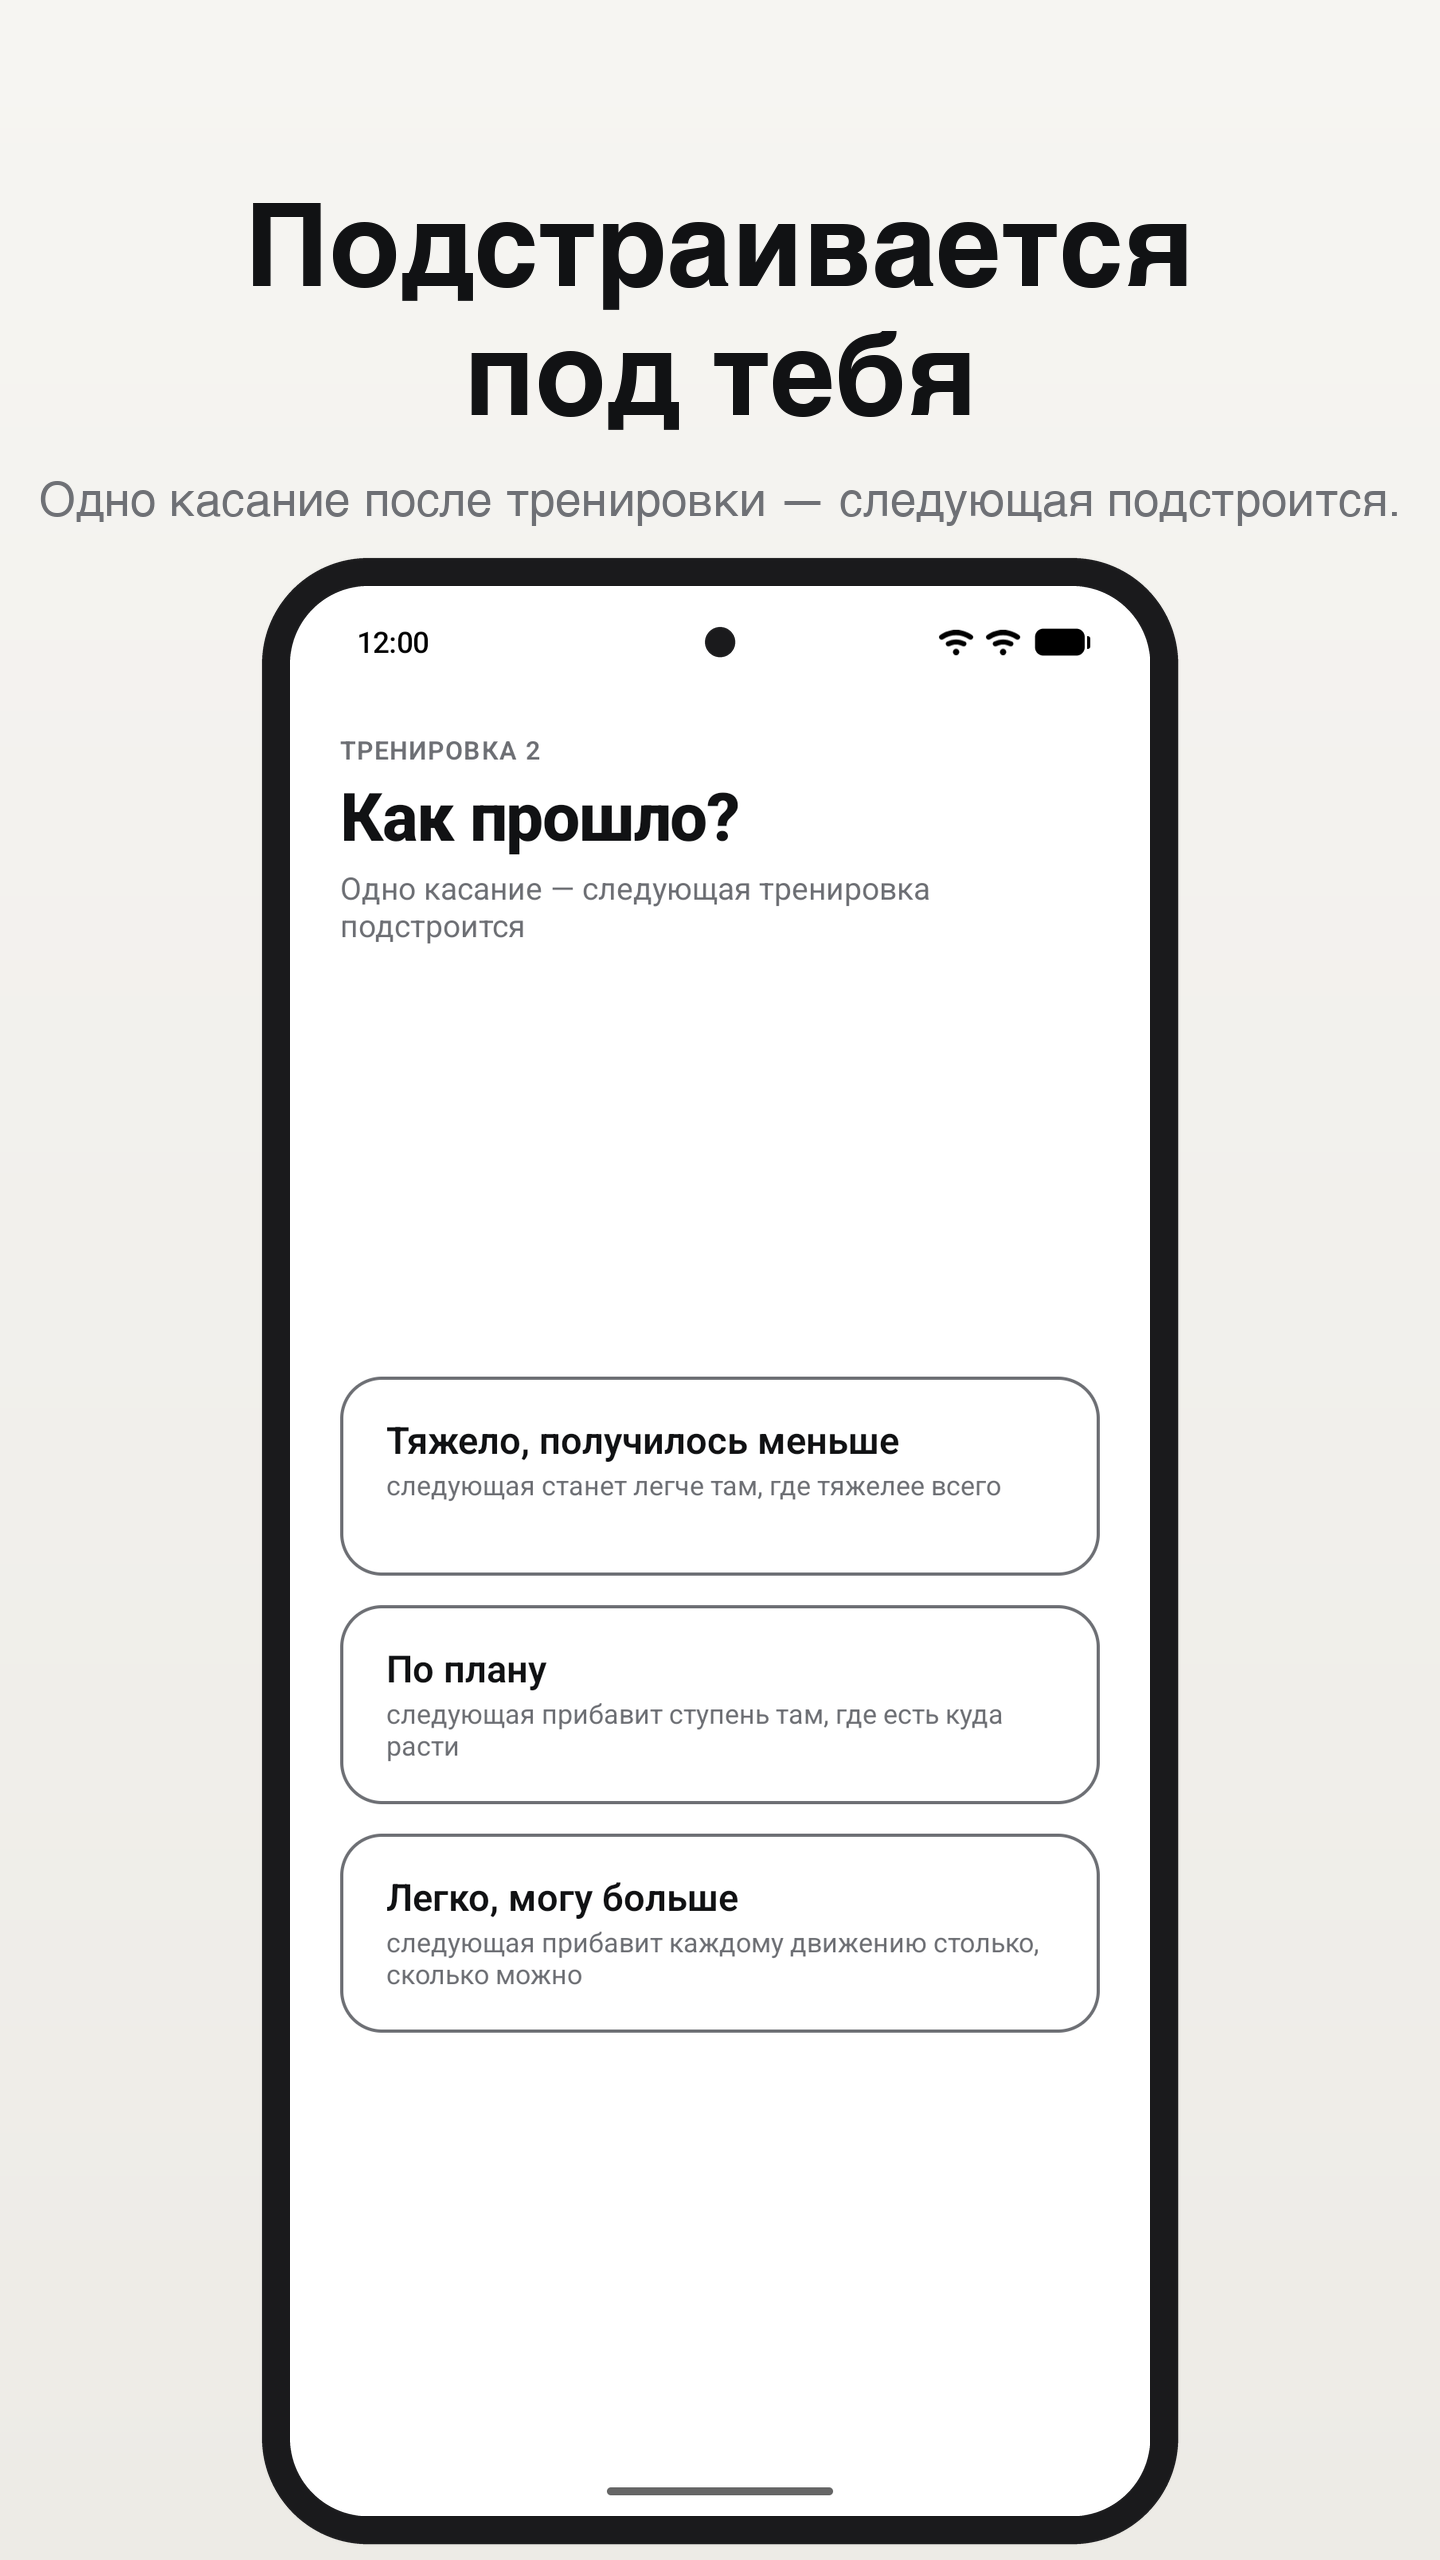 Подстраивается
под тебя
Одно касание после тренировки — следующая подстроится.
12:00
ТРЕНИРОВКА 2
Как прошло?
Одно касание — следующая тренировка
подстроится
Тяжело, получилось меньше
следующая станет легче там, где тяжелее всего
По плану
следующая прибавит ступень там, где есть куда
расти
Легко, могу больше
следующая прибавит каждому движению столько,
сколько можно